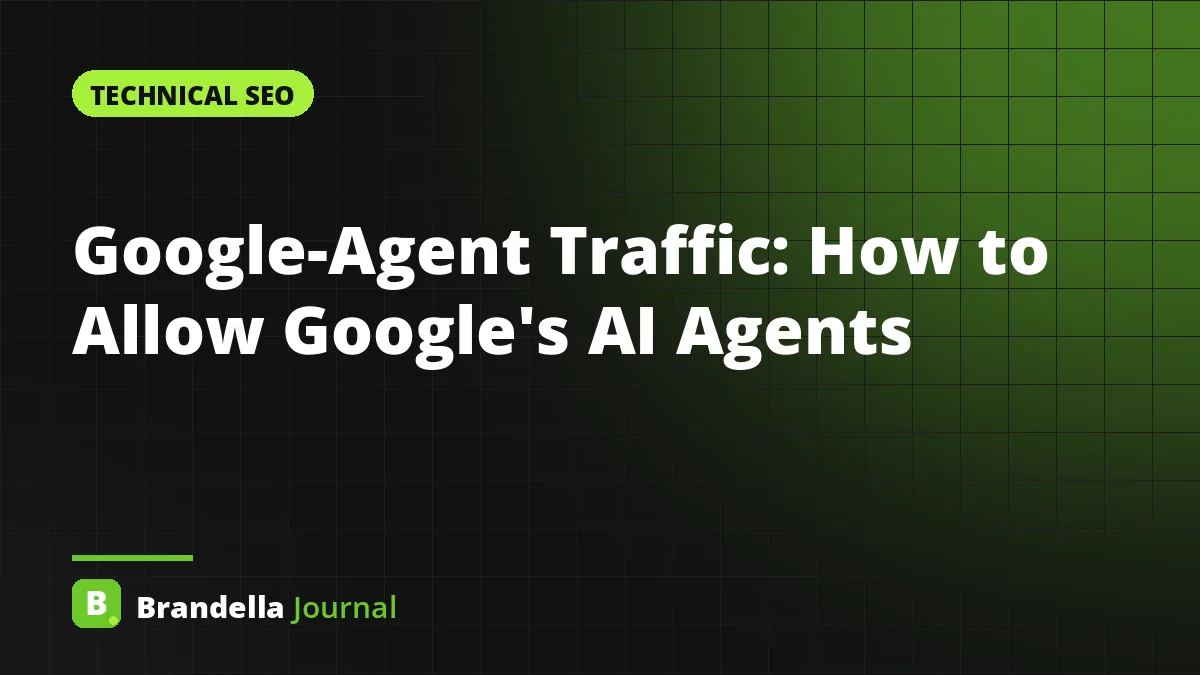 TECHNICAL SEO
Google-Agent Traffic: How to
Allow Google's AI Agents
B
Brandella Journal